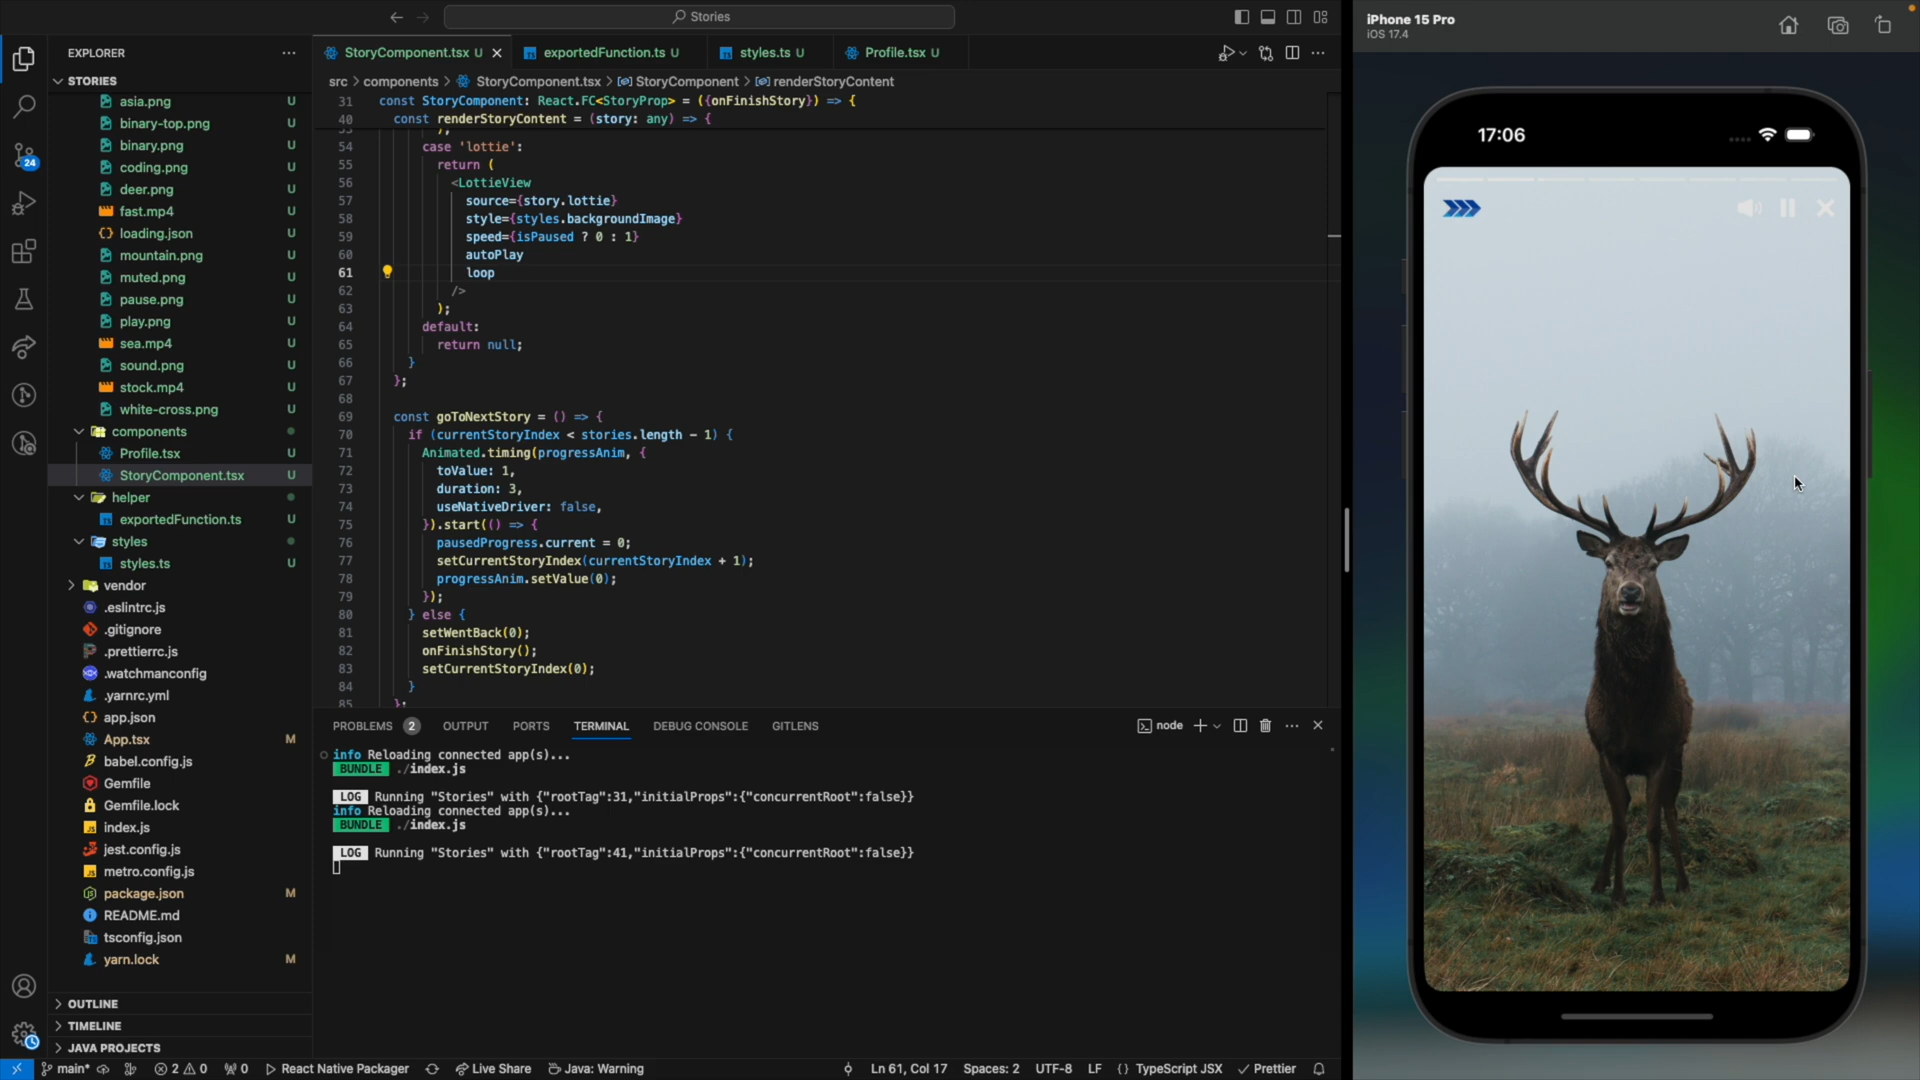 Stories
iPhone 15 Pro
iOS 17.4
EXPLORER
STORIES
asia.png U
binary-top.png U
binary.png U
coding.png U
deer.png U
fast.mp4 U
loading.json U
mountain.png U
muted.png U
pause.png U
play.png U
sea.mp4 U
sound.png U
stock.mp4 U
white-cross.png U
components
Profile.tsx U
StoryComponent.tsx U
helper
exportedFunction.ts U
styles
styles.ts U
vendor
.eslintrc.js
.gitignore
.prettierrc.js
.watchmanconfig
.yarnrc.yml
app.json
App.tsx M
babel.config.js
Gemfile
Gemfile.lock
index.js
jest.config.js
metro.config.js
package.json M
README.md
tsconfig.json
yarn.lock M
OUTLINE
TIMELINE
JAVA PROJECTS
24
StoryComponent.tsx U
exportedFunction.ts U
styles.ts U
Profile.tsx U
src > components > StoryComponent.tsx > StoryComponent > renderStoryContent
31 const StoryComponent: React.FC<StoryProp> = ({onFinishStory}) => {
40 const renderStoryContent = (story: any) => {
53 );
54 case 'lottie':
55 return (
56 <LottieView
57 source={story.lottie}
58 style={styles.backgroundImage}
59 speed={isPaused ? 0 : 1}
60 autoPlay
61 loop
62 />
63 );
64 default:
65 return null;
66 }
67 };
68
69 const goToNextStory = () => {
70 if (currentStoryIndex < stories.length - 1) {
71 Animated.timing(progressAnim, {
72 toValue: 1,
73 duration: 3,
74 useNativeDriver: false,
75 }).start(() => {
76 pausedProgress.current = 0;
77 setCurrentStoryIndex(currentStoryIndex + 1);
78 progressAnim.setValue(0);
79 });
80 } else {
81 setWentBack(0);
82 onFinishStory();
83 setCurrentStoryIndex(0);
84 }
85 };
PROBLEMS 2 OUTPUT PORTS TERMINAL DEBUG CONSOLE GITLENS node
info Reloading connected app(s)...
BUNDLE ./index.js
LOG Running "Stories" with {"rootTag":31,"initialProps":{"concurrentRoot":false}}
info Reloading connected app(s)...
BUNDLE ./index.js
LOG Running "Stories" with {"rootTag":41,"initialProps":{"concurrentRoot":false}}
17:06
main* 2 0 0 React Native Packager Live Share Java: Warning Ln 61, Col 17 Spaces: 2 UTF-8 LF {} TypeScript JSX Prettier